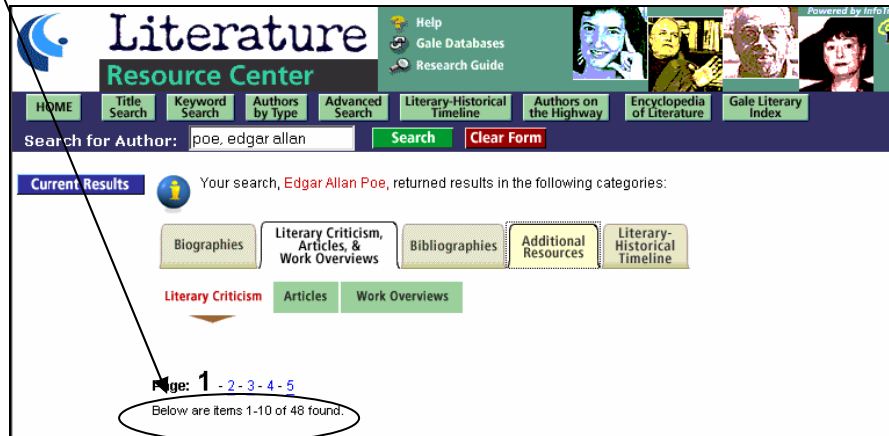 Powered by InfoTr
Literature
Resource Center
Help
Gale Databases
Research Guide
HOME
Title Search
Keyword Search
Authors by Type
Advanced Search
Literary-Historical Timeline
Authors on the Highway
Encyclopedia of Literature
Gale Literary Index
Search for Author: poe, edgar allan Search Clear Form
Current Results
Your search, Edgar Allan Poe, returned results in the following categories:
Biographies
Literary Criticism,
Articles, &
Work Overviews
Bibliographies
Additional
Resources
Literary-
Historical
Timeline
Literary Criticism Articles Work Overviews
Page: 1 - 2 - 3 - 4 - 5
Below are items 1-10 of 48 found.